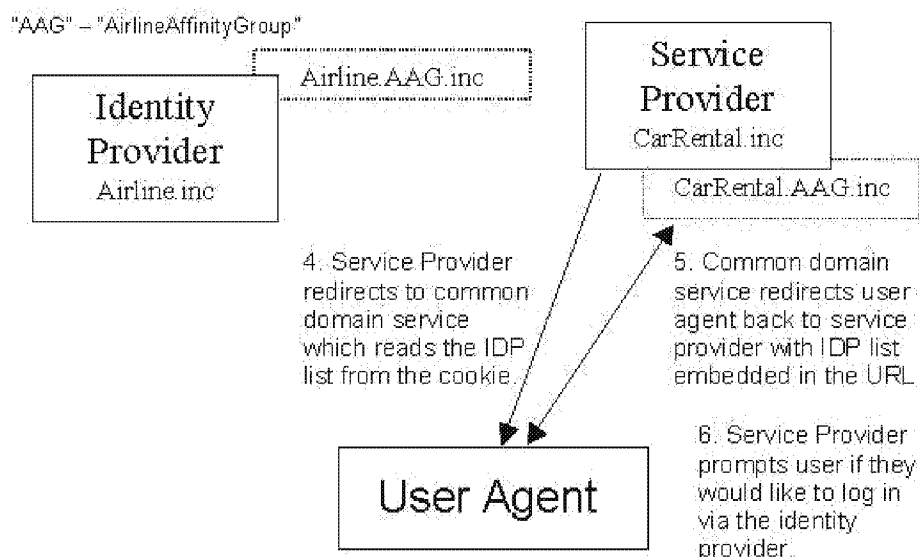 "AAG" – "AirlineAffinityGroup"
Airline.AAG.inc
Identity
Provider
Airline.inc
Service
Provider
CarRental.inc
CarRental.AAG.inc
4. Service Provider
redirects to common
domain service
which reads the IDP
list from the cookie.
5. Common domain
service redirects user
agent back to service
provider with IDP list
embedded in the URL
6. Service Provider
prompts user if they
would like to log in
via the identity
provider.
User Agent